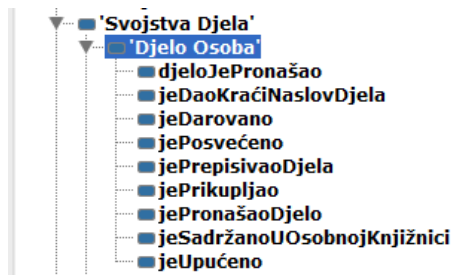 'Svojstva Djela'
'Djelo Osoba'
djeloJePronašao
jeDaoKraćiNaslovDjela
jeDarovano
jePosvećeno
jePrepisivaoDjela
jePrikupljao
jePronašaoDjelo
jeSadržanoUOsobnojKnjižnici
jeUpućeno